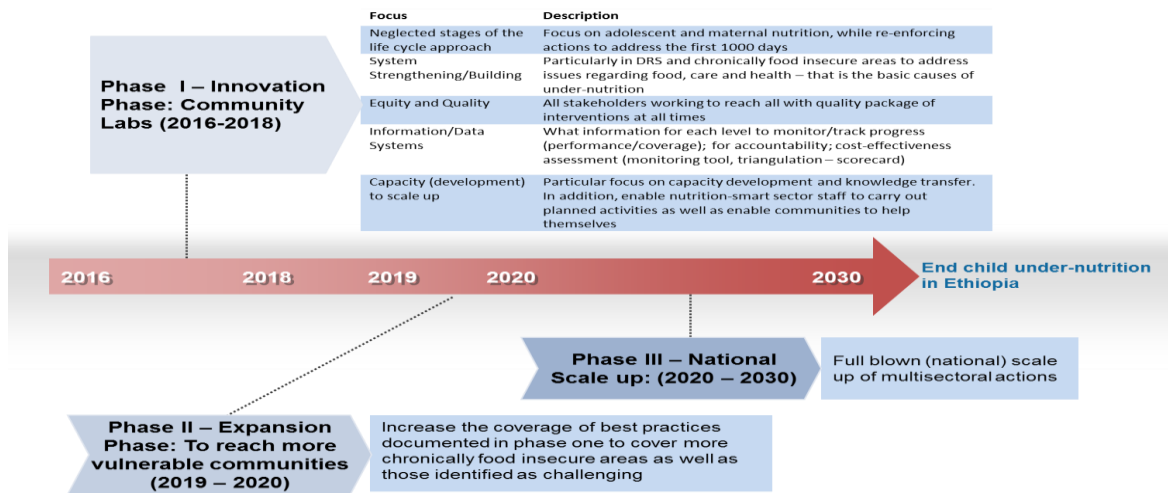 Focus Description
Neglected stages of the Focus on adolescent and maternal nutrition, while re-enforcing
life cycle approach actions to address the first 1000 days
System Particularly in DRS and chronically food insecure areas to address
Strengthening/Building issues regarding food, care and health – that is the basic causes of
under-nutrition
Equity and Quality All stakeholders working to reach all with quality package of
interventions at all times
Information/Data What information for each level to monitor/track progress
Systems (performance/coverage); for accountability; cost-effectiveness
assessment (monitoring tool, triangulation – scorecard)
Capacity (development) Particular focus on capacity development and knowledge transfer.
to scale up In addition, enable nutrition-smart sector staff to carry out
planned activities as well as enable communities to help
themselves
Phase I – Innovation
Phase: Community
Labs (2016-2018)
2016 2018 2019 2020 2030
End child under-nutrition
in Ethiopia
Phase III – National
Scale up: (2020 – 2030)
Full blown (national) scale
up of multisectoral actions
Phase II – Expansion
Phase: To reach more
vulnerable communities
(2019 – 2020)
Increase the coverage of best practices
documented in phase one to cover more
chronically food insecure areas as well as
those identified as challenging